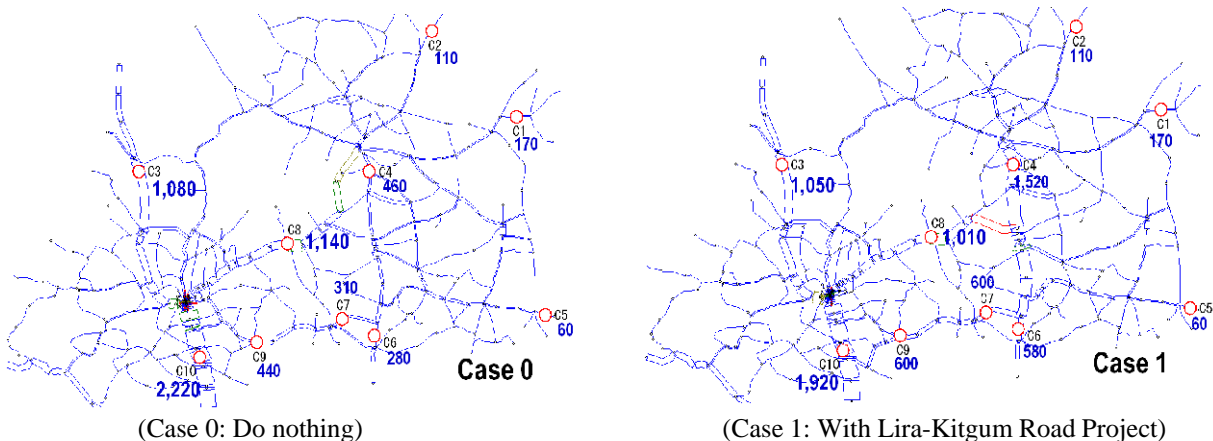 C2
110
C1
170
C3
1,080
C4
460
C8
1,140
310
C7
C5
60
C6
280
C9
440
C10
2,220
Case 0
(Case 0: Do nothing)
C2
110
C1
170
C3
1,050
C4
1,520
C8
1,010
600
C7
C5
60
C6
580
C9
600
C10
1,920
Case 1
(Case 1: With Lira-Kitgum Road Project)